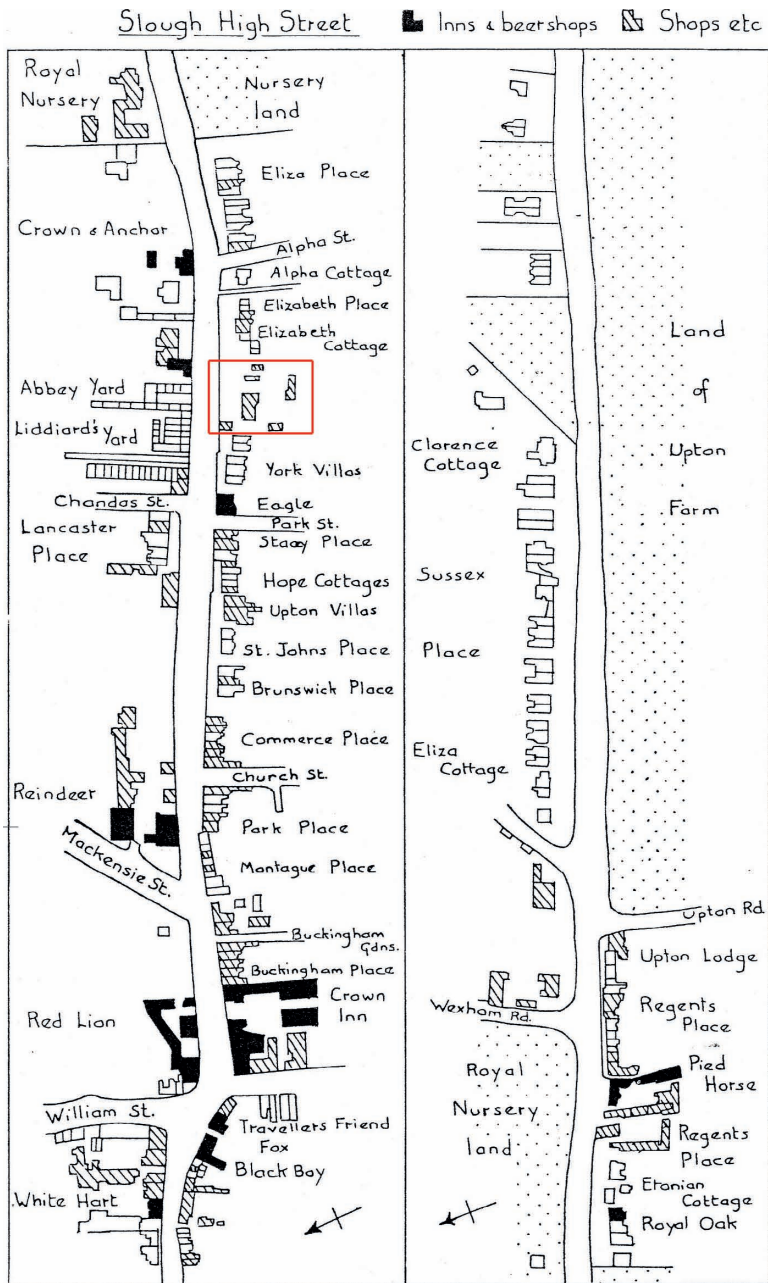 Slough High Street
Inns & beershops
Shops etc
Royal
Nursery
Nursery
land
Eliza Place
Crown & Anchor
Alpha St.
Alpha Cottage
Elizabeth Place
Elizabeth
Cottage
Abbey Yard
Liddiard's
Yard
York Villas
Eagle
Chandos St.
Park St.
Lancaster
Place
Stacey Place
Hope Cottages
Upton Villas
St. Johns Place
Brunswick Place
Commerce Place
Church St.
Reindeer
Park Place
Mackensie St.
Montague Place
Buckingham
Gdns.
Buckingham Place
Crown
Inn
Red Lion
William St.
Travellers Friend
Fox
Black Boy
White Hart
Land
of
Upton
Farm
Clarence
Cottage
Sussex
Place
Eliza
Cottage
Upton Rd
Upton Lodge
Wexham Rd.
Regents
Place
Pied
Horse
Royal
Nursery
land
Regents
Place
Etonian
Cottage
Royal Oak